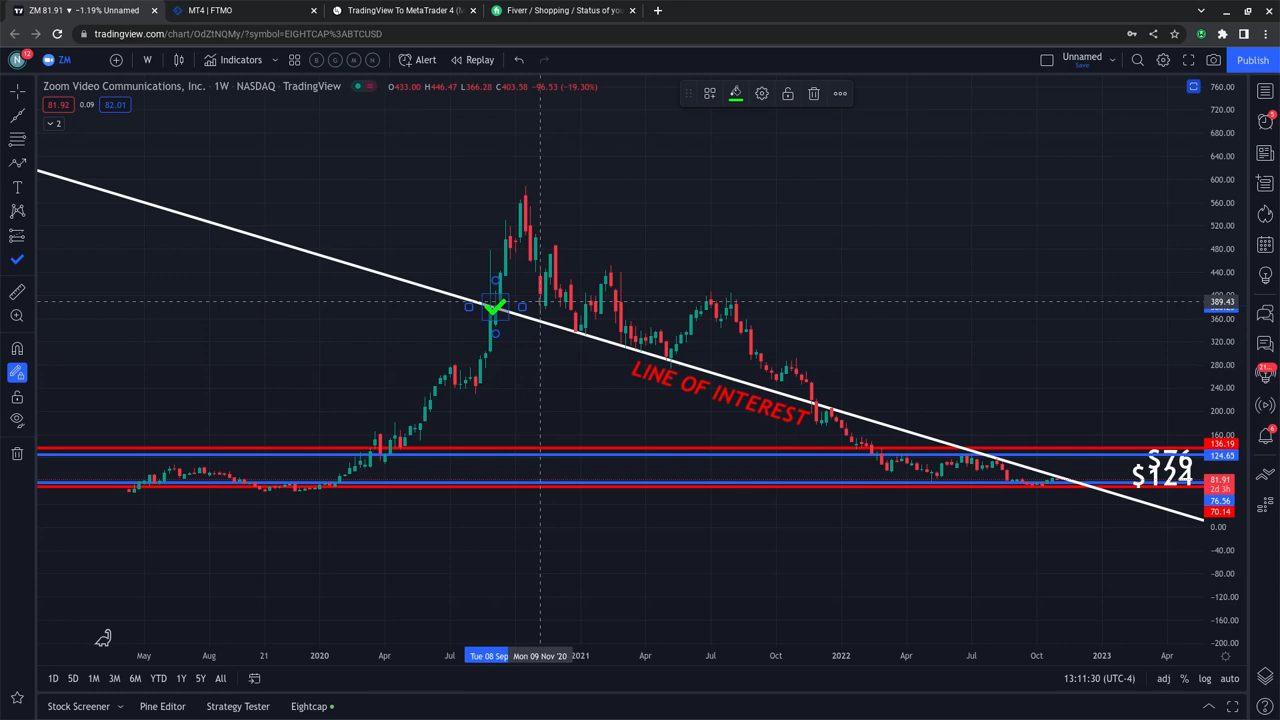 ZM 81.91 ▼ −1.19% Unnamed
MT4 | FTMO
TradingView To MetaTrader 4 (M
Fiverr / Shopping / Status of you
tradingview.com/chart/OdZtNQMy/?symbol=EIGHTCAP%3ABTCUSD
N 12 ZM W Indicators B G W M N Alert Replay Unnamed Save Publish
Zoom Video Communications, Inc. · 1W · NASDAQ · TradingView O433.00 H446.47 L366.28 C403.58 −96.53 (−19.30%)
81.92 0.09 82.01
2
760.00
720.00
680.00
640.00
600.00
560.00
520.00
480.00
440.00
400.00
389.43
360.00
320.00
280.00
240.00
200.00
160.00
136.19
124.65
81.91
2d 3h
76.56
70.14
0.00
−40.00
−80.00
−120.00
−160.00
−200.00
LINE OF INTEREST
$76
$124
May Aug 21 2020 Apr Jul Tue 08 Sep Mon 09 Nov '20 2021 Apr Jul Oct 2022 Apr Jul Oct 2023 Apr
1D 5D 1M 3M 6M YTD 1Y 5Y All 13:11:30 (UTC-4) adj % log auto
Stock Screener Pine Editor Strategy Tester Eightcap